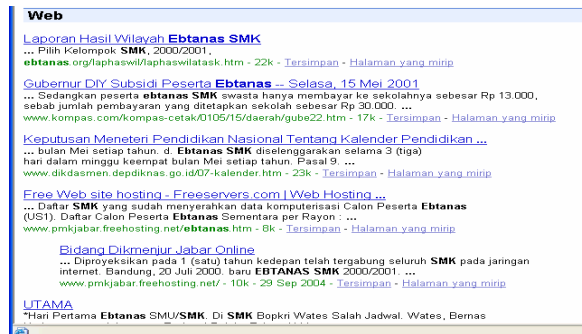 Web
Laporan Hasil Wilayah Ebtanas SMK
... Pilih Kelompok SMK, 2000/2001,
ebtanas.org/laphaswil/laphaswilatask.htm - 22k - Tersimpan - Halaman yang mirip
Gubernur DIY Subsidi Peserta Ebtanas -- Selasa, 15 Mei 2001
... Sedangkan peserta ebtanas SMK swasta hanya membayar ke sekolahnya sebesar Rp 13.000,
sebab jumlah pembayaran yang ditetapkan sekolah sebesar Rp 30.000. ...
www.kompas.com/kompas-cetak/0105/15/daerah/gube22.htm - 17k - Tersimpan - Halaman yang mirip
Keputusan Meneteri Pendidikan Nasional Tentang Kalender Pendidikan ...
... bulan Mei setiap tahun. d. Ebtanas SMK diselenggarakan selama 3 (tiga)
hari dalam minggu keempat bulan Mei setiap tahun. Pasal 9. ...
www.dikdasmen.depdiknas.go.id/07-kalender.htm - 23k - Tersimpan - Halaman yang mirip
Free Web site hosting - Freeservers.com | Web Hosting ...
... Daftar SMK yang sudah menyerahkan data komputerisasi Calon Peserta Ebtanas
(US1). Daftar Calon Peserta Ebtanas Sementara per Rayon : ...
www.pmkjabar.freehosting.net/ebtanas.htm - 8k - Tersimpan - Halaman yang mirip
Bidang Dikmenjur Jabar Online
... Diproyeksikan pada 1 (satu) tahun kedepan telah tergabung seluruh SMK pada jaringan
internet. Bandung, 20 Juli 2000. baru EBTANAS SMK 2000/2001. ...
www.pmkjabar.freehosting.net/ - 10k - 29 Sep 2004 - Tersimpan - Halaman yang mirip
UTAMA
*Hari Pertama Ebtanas SMU/SMK. Di SMK Bopkri Wates Salah Jadwal. Wates, Bernas